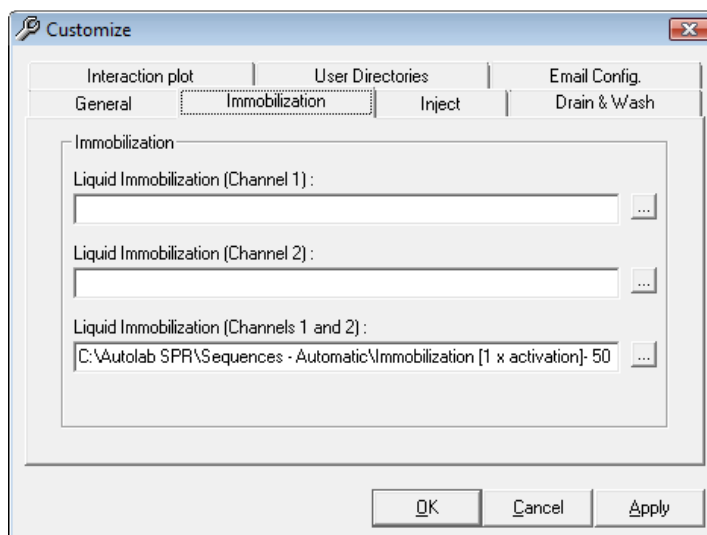 Customize
Interaction plot
User Directories
Email Config.
General
Immobilization
Inject
Drain & Wash
Immobilization
Liquid Immobilization (Channel 1) :
...
Liquid Immobilization (Channel 2) :
...
Liquid Immobilization (Channels 1 and 2) :
C:\Autolab SPR\Sequences - Automatic\Immobilization [1 x activation]- 50
...
OK
Cancel
Apply